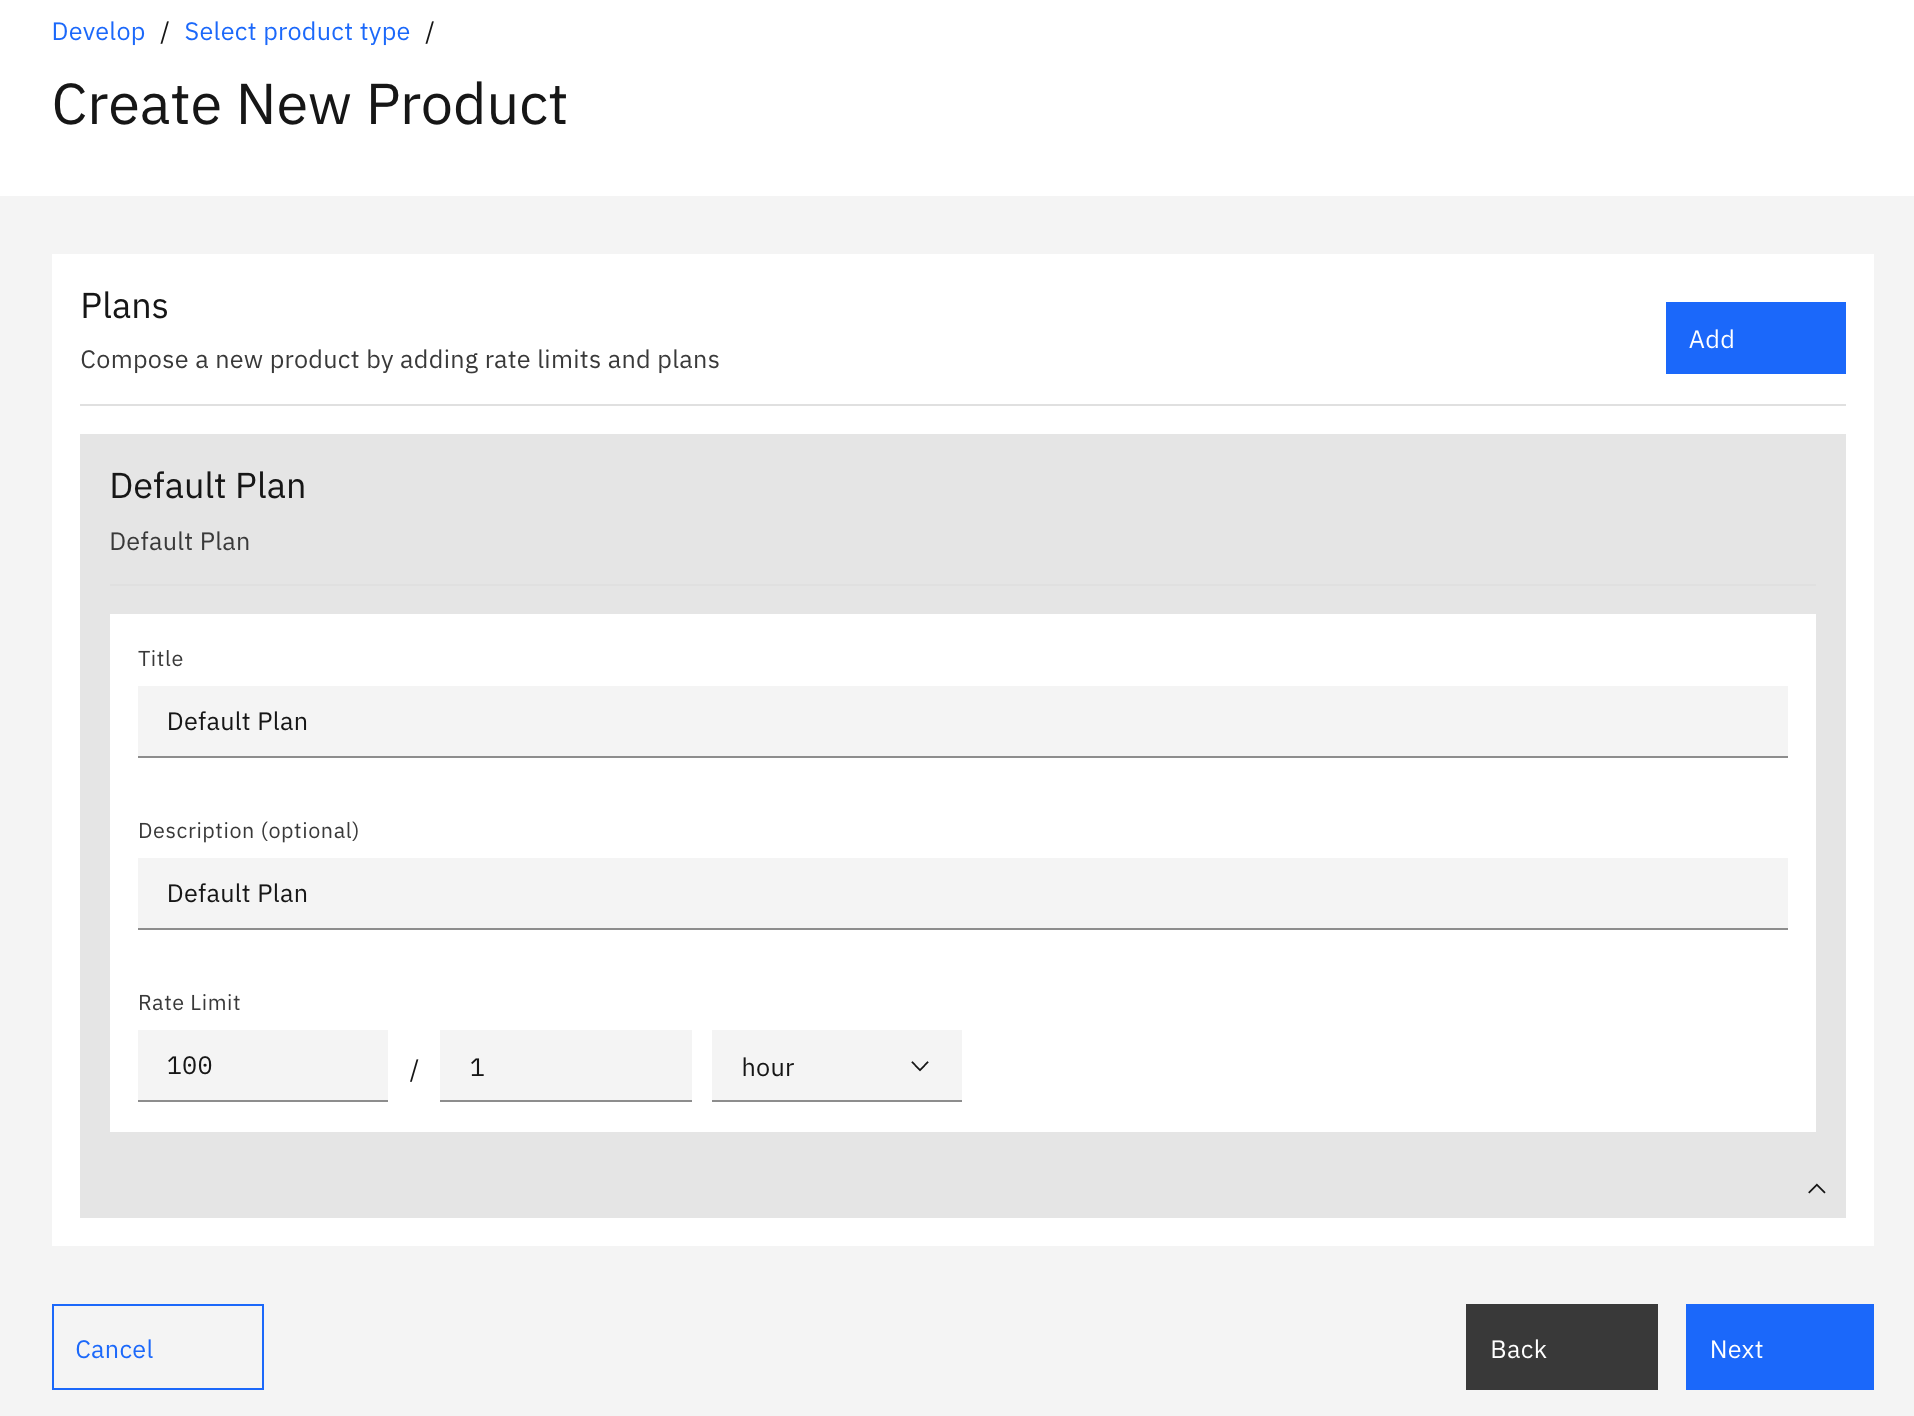 Develop / Select product type /
Create New Product
Plans
Add
Compose a new product by adding rate limits and plans
Default Plan
Default Plan
Title
Default Plan
Description (optional)
Default Plan
Rate Limit
100 / 1 hour
Cancel Back Next